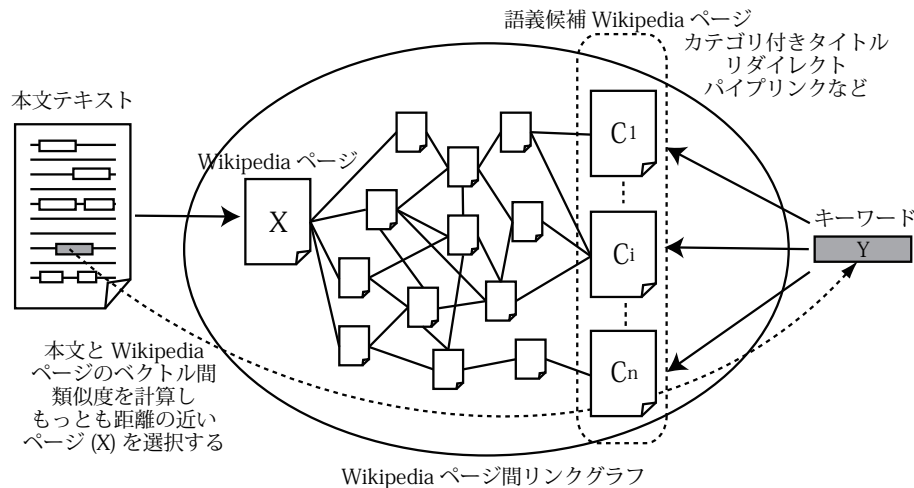 語義候補 Wikipedia ページ
カテゴリ付きタイトル
リダイレクト
パイプリンクなど
本文テキスト
Wikipedia ページ
X
C1
Ci
Cn
キーワード
Y
本文と Wikipedia
ページのベクトル間
類似度を計算し
もっとも距離の近い
ページ (X) を選択する
Wikipedia ページ間リンクグラフ